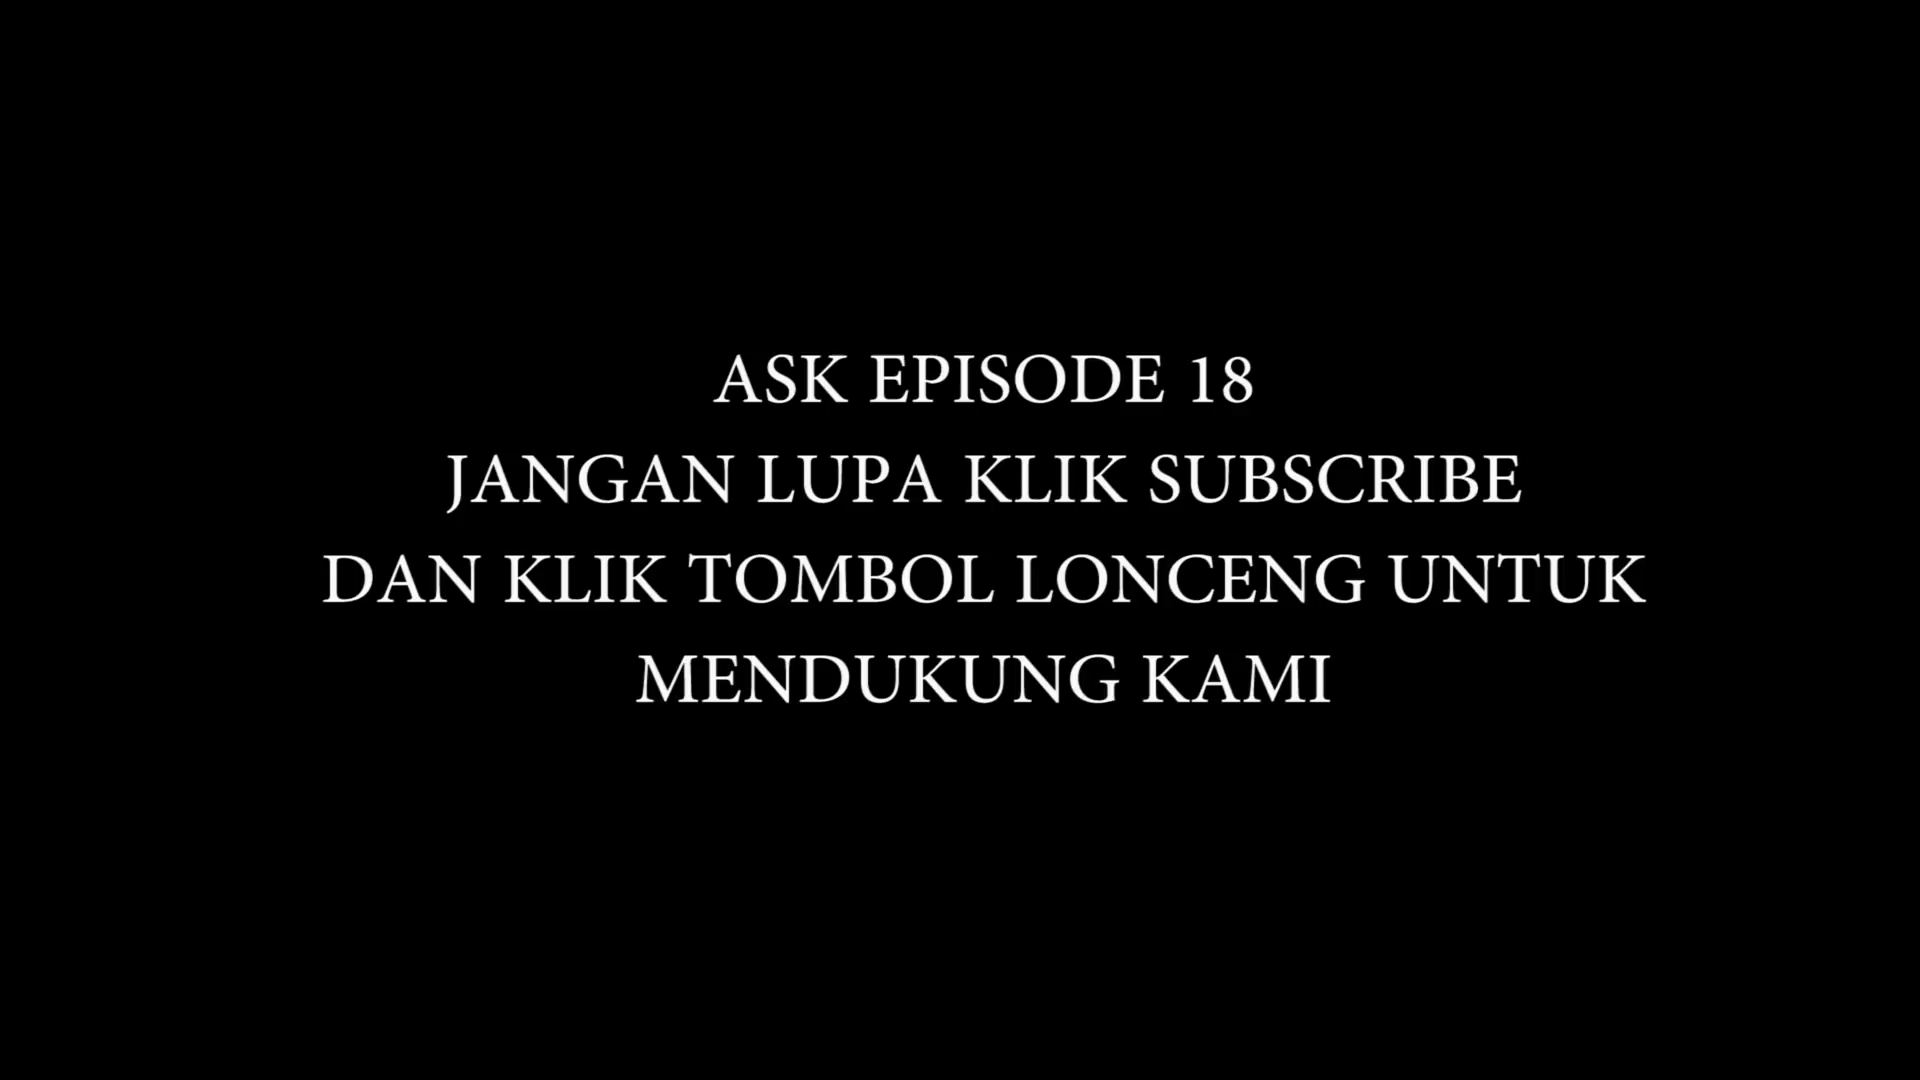 ASK EPISODE 18
JANGAN LUPA KLIK SUBSCRIBE
DAN KLIK TOMBOL LONCENG UNTUK
MENDUKUNG KAMI